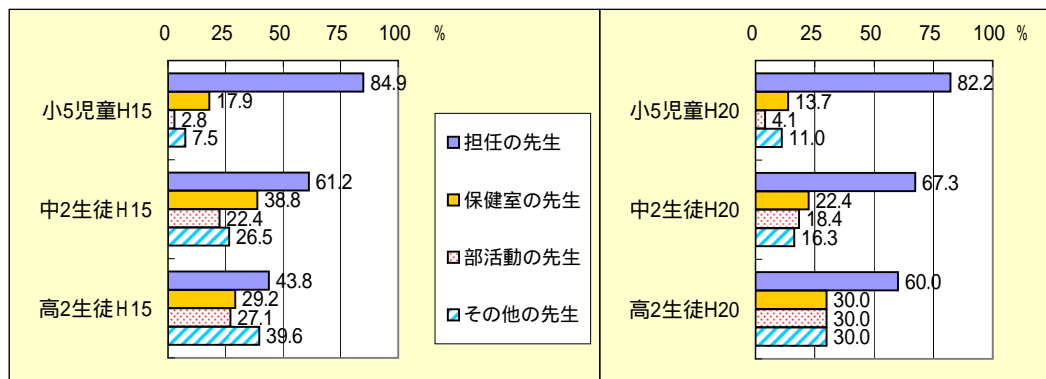 0 25 50 75 100 %
小5児童H15
84.9
17.9
2.8
7.5
中2生徒H15
61.2
38.8
22.4
26.5
高2生徒H15
43.8
29.2
27.1
39.6
担任の先生
保健室の先生
部活動の先生
その他の先生
0 25 50 75 100 %
小5児童H20
82.2
13.7
4.1
11.0
中2生徒H20
67.3
22.4
18.4
16.3
高2生徒H20
60.0
30.0
30.0
30.0